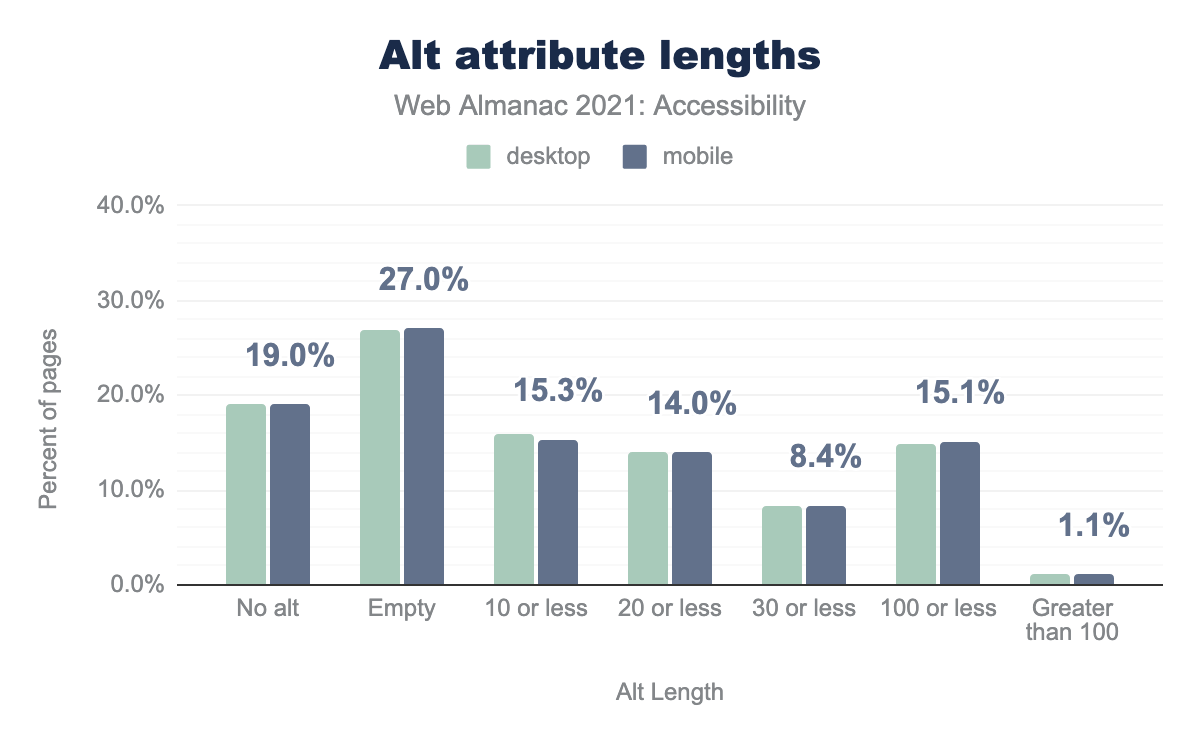 Alt attribute lengths
Web Almanac 2021: Accessibility
desktop
mobile
40.0%
30.0%
20.0%
10.0%
0.0%
Percent of pages
19.0%
27.0%
15.3%
14.0%
8.4%
15.1%
1.1%
No alt
Empty
10 or less
20 or less
30 or less
100 or less
Greater
than 100
Alt Length